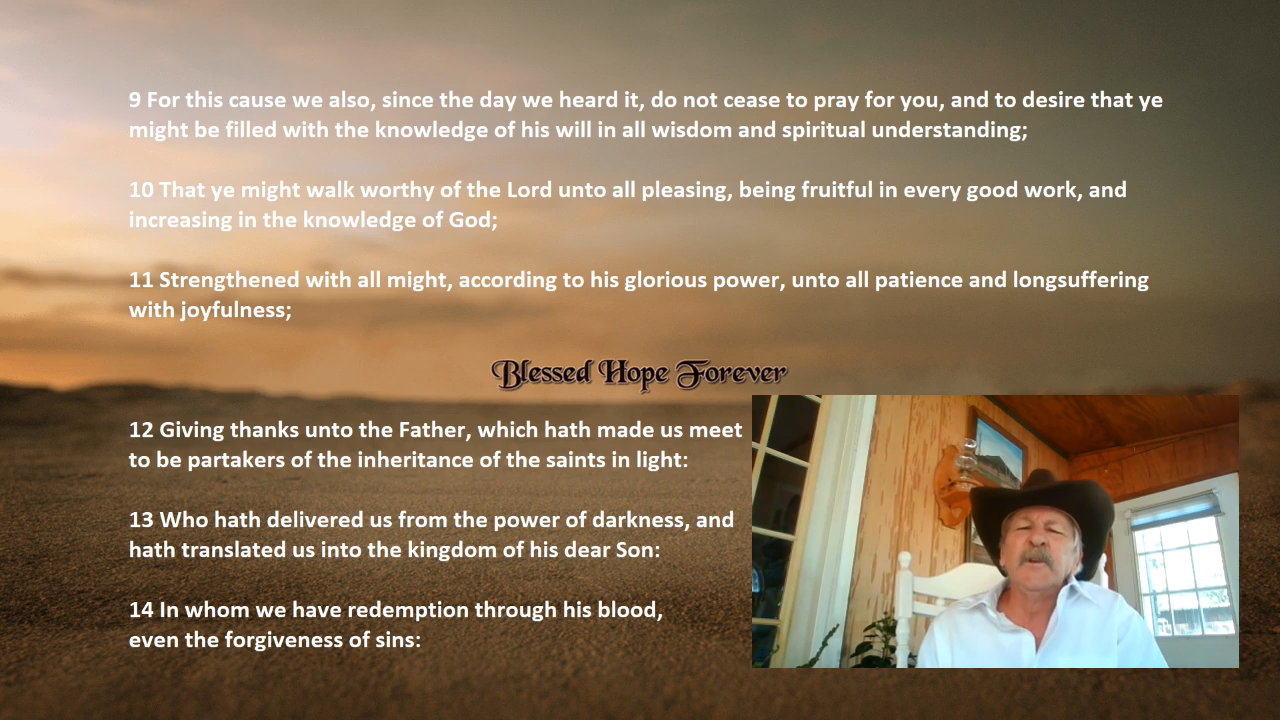 9 For this cause we also, since the day we heard it, do not cease to pray for you, and to desire that ye
might be filled with the knowledge of his will in all wisdom and spiritual understanding;
10 That ye might walk worthy of the Lord unto all pleasing, being fruitful in every good work, and
increasing in the knowledge of God;
11 Strengthened with all might, according to his glorious power, unto all patience and longsuffering
with joyfulness;
Blessed Hope Forever
12 Giving thanks unto the Father, which hath made us meet
to be partakers of the inheritance of the saints in light:
13 Who hath delivered us from the power of darkness, and
hath translated us into the kingdom of his dear Son:
14 In whom we have redemption through his blood,
even the forgiveness of sins: